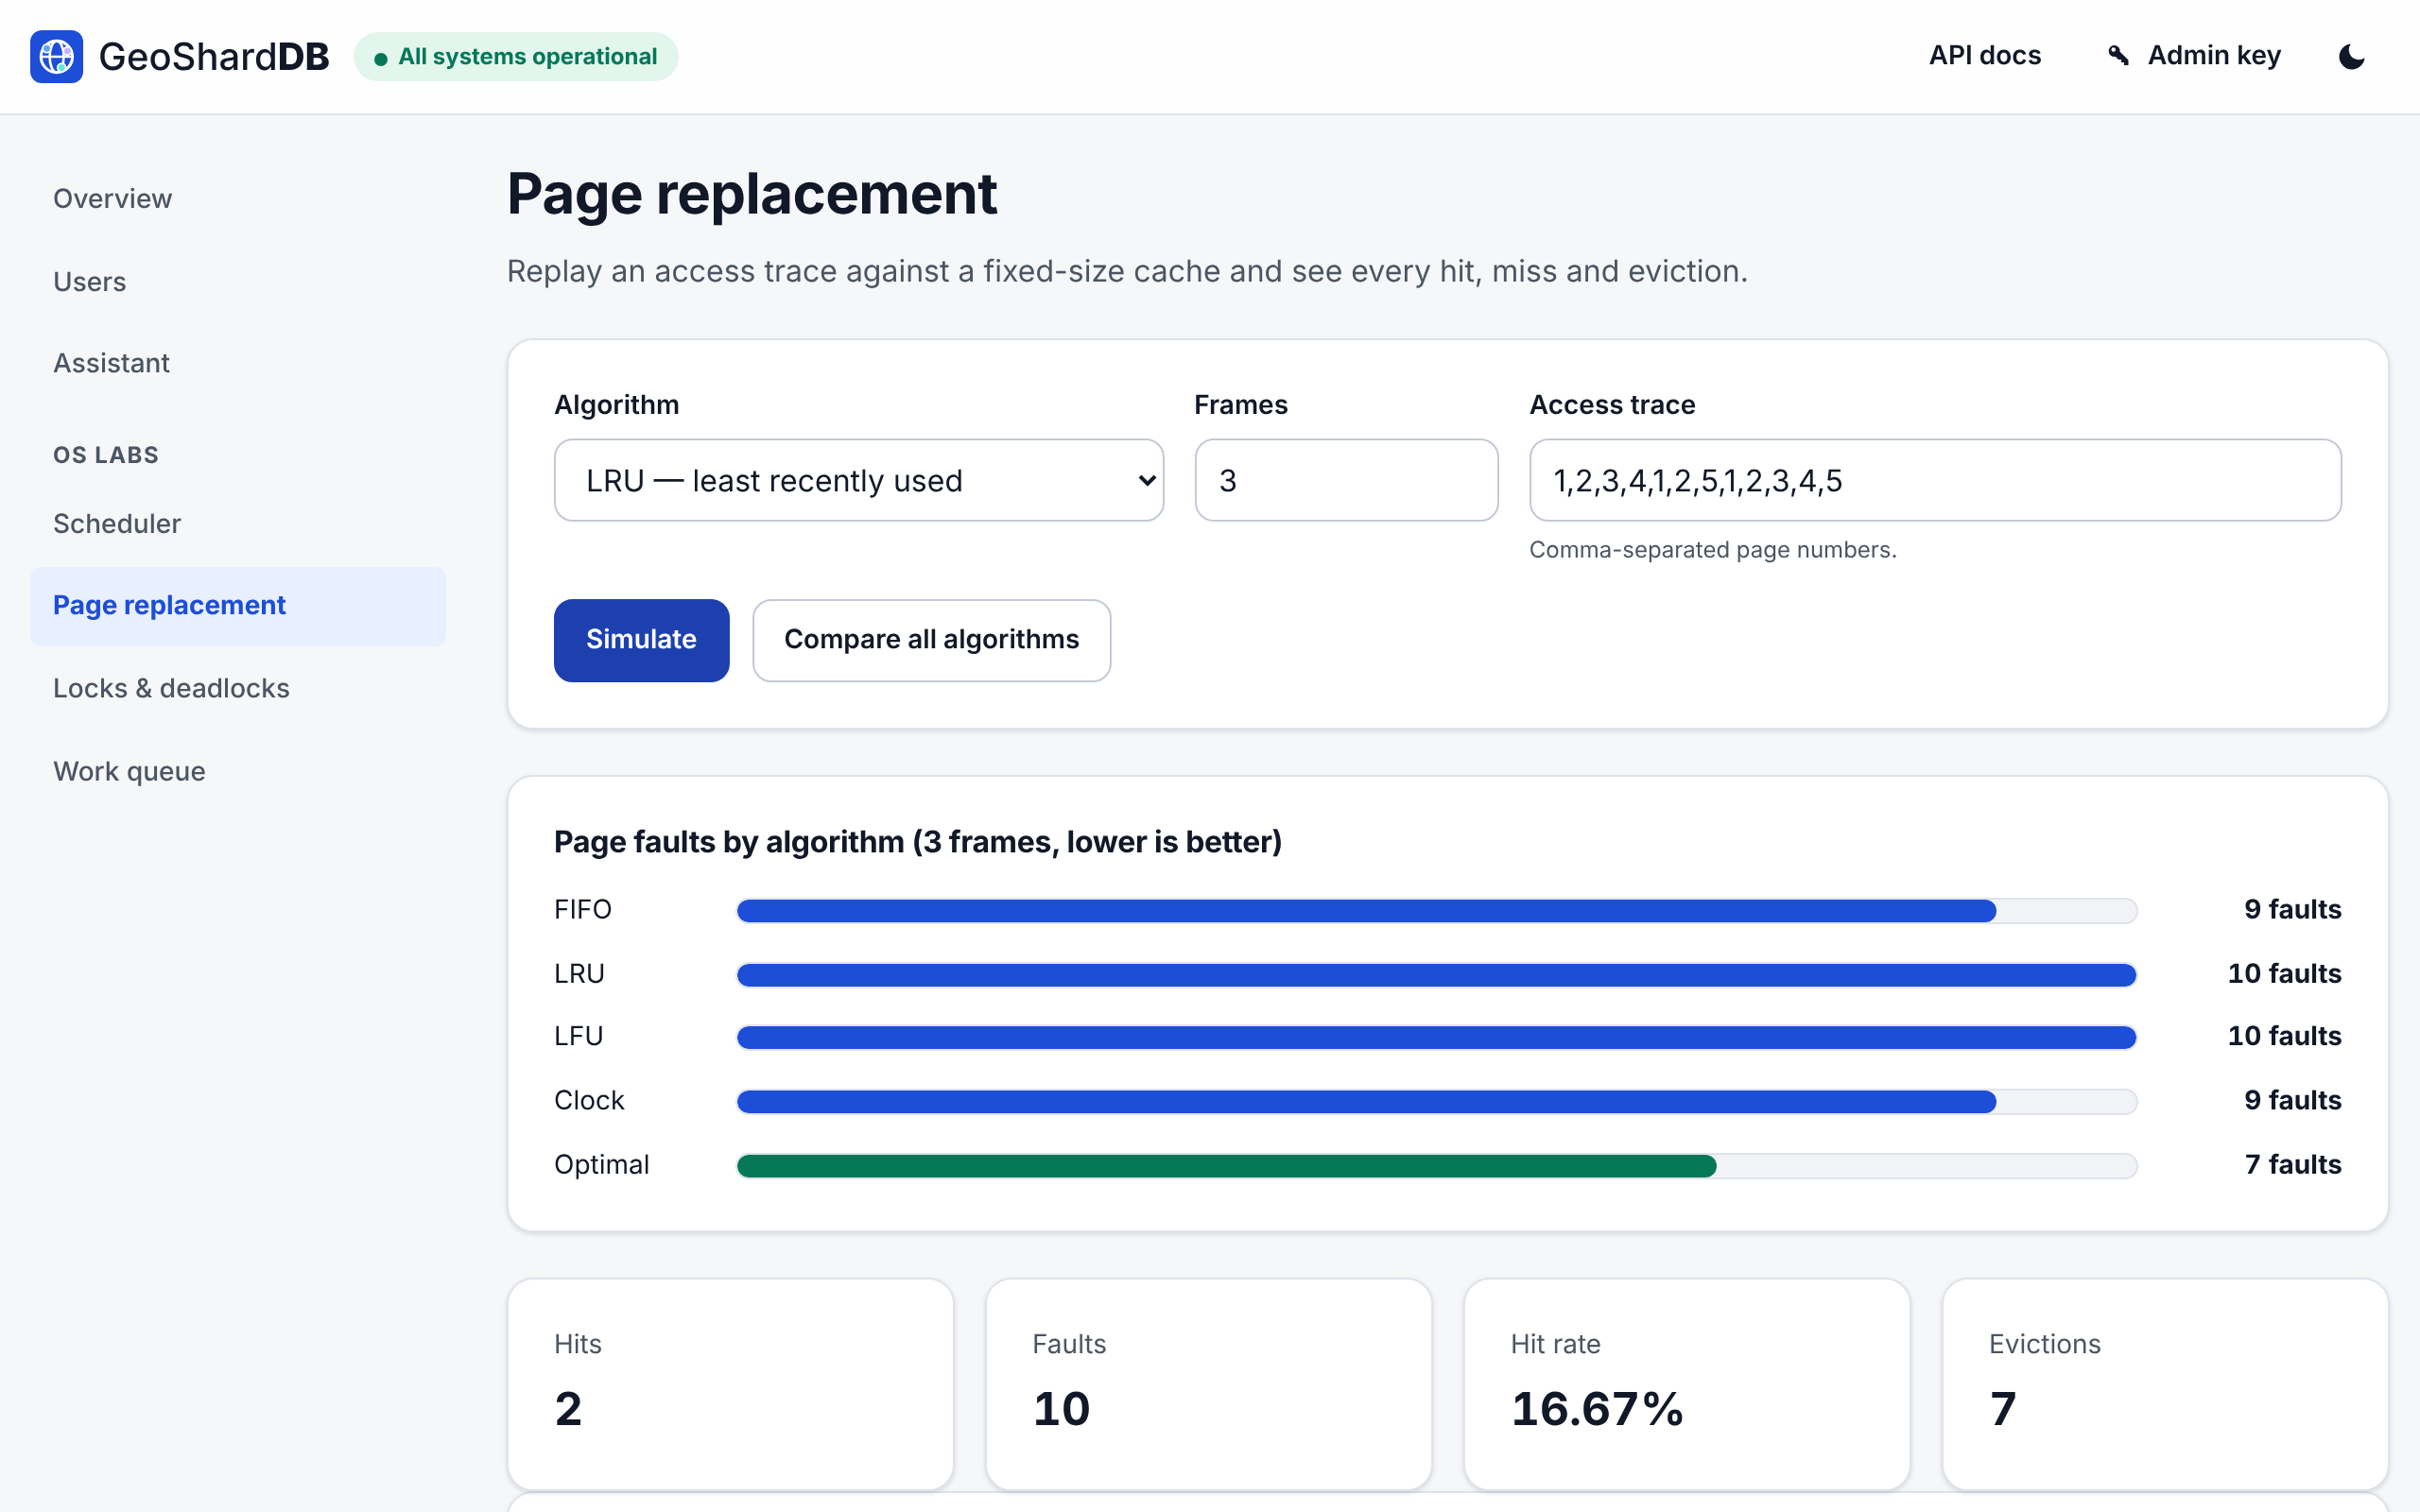 GeoShardDB
All systems operational
API docs
Admin key
Overview
Users
Assistant
OS LABS
Scheduler
Page replacement
Locks & deadlocks
Work queue
Page replacement
Replay an access trace against a fixed-size cache and see every hit, miss and eviction.
Algorithm
Frames
Access trace
LRU — least recently used
3
1,2,3,4,1,2,5,1,2,3,4,5
Comma-separated page numbers.
Simulate
Compare all algorithms
Page faults by algorithm (3 frames, lower is better)
FIFO 9 faults
LRU 10 faults
LFU 10 faults
Clock 9 faults
Optimal 7 faults
Hits
2
Faults
10
Hit rate
16.67%
Evictions
7